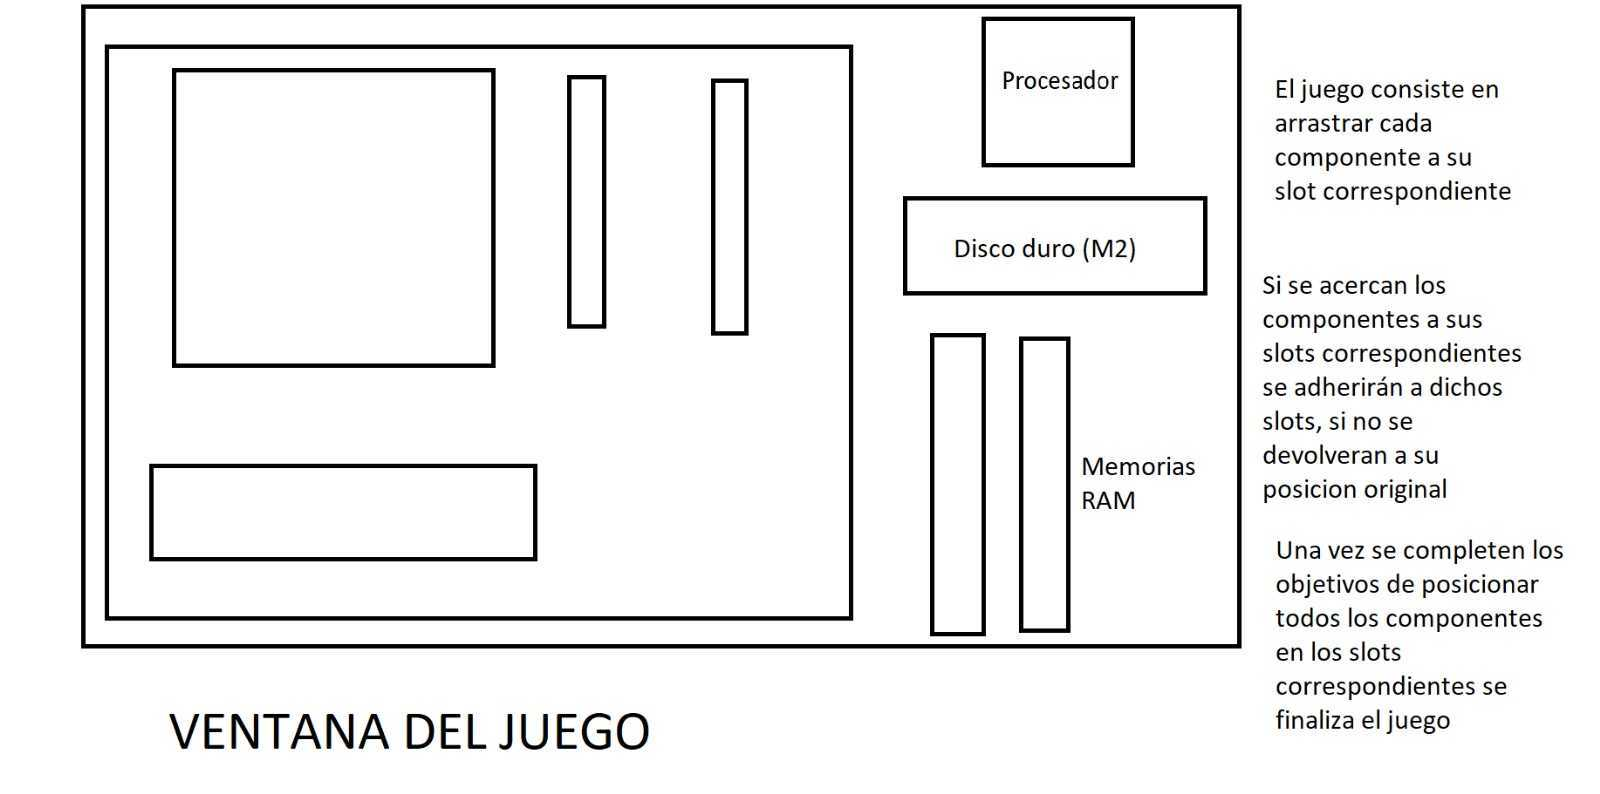 Procesador
Disco duro (M2)
Memorias
RAM
El juego consiste en
arrastrar cada
componente a su
slot correspondiente
Si se acercan los
componentes a sus
slots correspondientes
se adherirán a dichos
slots, si no se
devolveran a su
posicion original
Una vez se completen los
objetivos de posicionar
todos los componentes
en los slots
correspondientes se
finaliza el juego
VENTANA DEL JUEGO